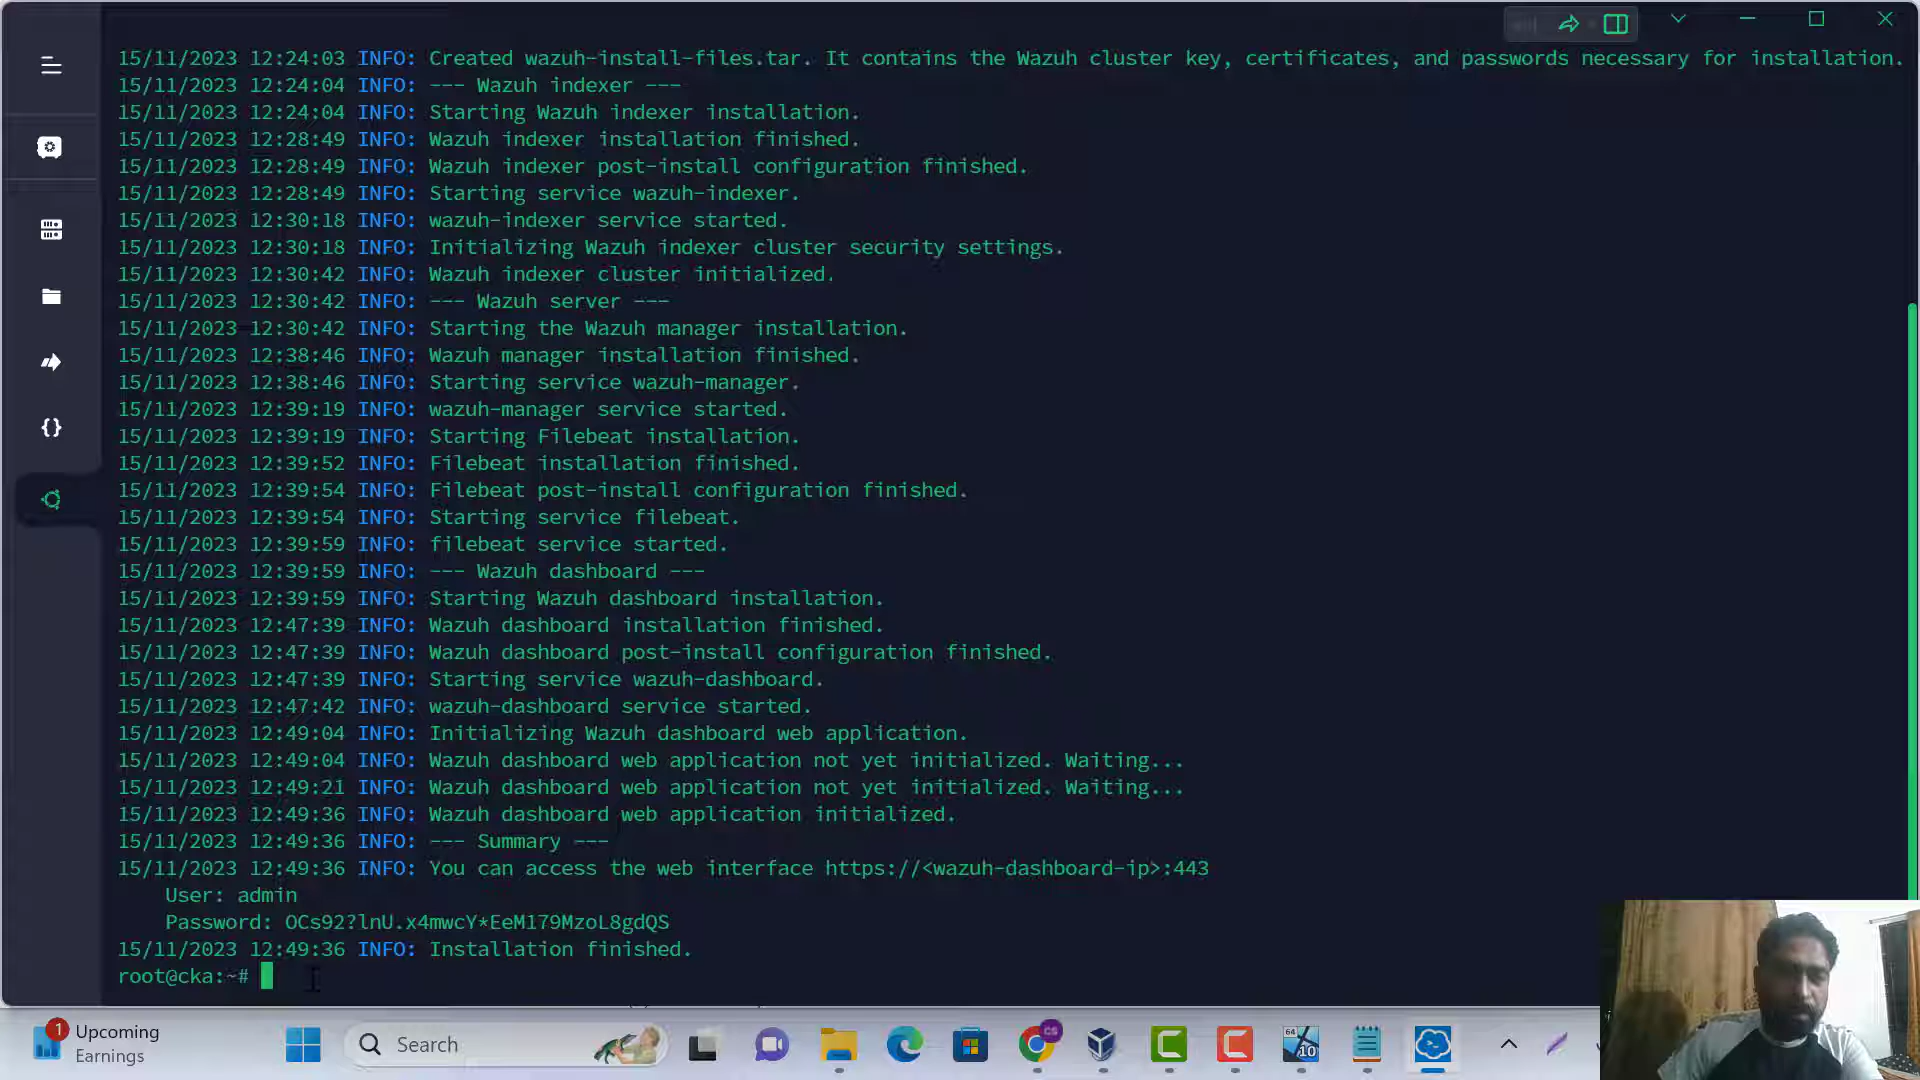 15/11/2023 12:24:03 INFO: Created wazuh-install-files.tar. It contains the Wazuh cluster key, certificates, and passwords necessary for installation.
15/11/2023 12:24:04 INFO: --- Wazuh indexer ---
15/11/2023 12:24:04 INFO: Starting Wazuh indexer installation.
15/11/2023 12:28:49 INFO: Wazuh indexer installation finished.
15/11/2023 12:28:49 INFO: Wazuh indexer post-install configuration finished.
15/11/2023 12:28:49 INFO: Starting service wazuh-indexer.
15/11/2023 12:30:18 INFO: wazuh-indexer service started.
15/11/2023 12:30:18 INFO: Initializing Wazuh indexer cluster security settings.
15/11/2023 12:30:42 INFO: Wazuh indexer cluster initialized.
15/11/2023 12:30:42 INFO: --- Wazuh server ---
15/11/2023 12:30:42 INFO: Starting the Wazuh manager installation.
15/11/2023 12:38:46 INFO: Wazuh manager installation finished.
15/11/2023 12:38:46 INFO: Starting service wazuh-manager.
15/11/2023 12:39:19 INFO: wazuh-manager service started.
15/11/2023 12:39:19 INFO: Starting Filebeat installation.
15/11/2023 12:39:52 INFO: Filebeat installation finished.
15/11/2023 12:39:54 INFO: Filebeat post-install configuration finished.
15/11/2023 12:39:54 INFO: Starting service filebeat.
15/11/2023 12:39:59 INFO: filebeat service started.
15/11/2023 12:39:59 INFO: --- Wazuh dashboard ---
15/11/2023 12:39:59 INFO: Starting Wazuh dashboard installation.
15/11/2023 12:47:39 INFO: Wazuh dashboard installation finished.
15/11/2023 12:47:39 INFO: Wazuh dashboard post-install configuration finished.
15/11/2023 12:47:39 INFO: Starting service wazuh-dashboard.
15/11/2023 12:47:42 INFO: wazuh-dashboard service started.
15/11/2023 12:49:04 INFO: Initializing Wazuh dashboard web application.
15/11/2023 12:49:04 INFO: Wazuh dashboard web application not yet initialized. Waiting...
15/11/2023 12:49:21 INFO: Wazuh dashboard web application not yet initialized. Waiting...
15/11/2023 12:49:36 INFO: Wazuh dashboard web application initialized.
15/11/2023 12:49:36 INFO: --- Summary ---
15/11/2023 12:49:36 INFO: You can access the web interface https://<wazuh-dashboard-ip>:443
User: admin
Password: OCs92?lnU.x4mwcY*EeM179MzoL8gdQS
15/11/2023 12:49:36 INFO: Installation finished.
root@cka:~#
1
Upcoming
Earnings
Search
CS
64
10